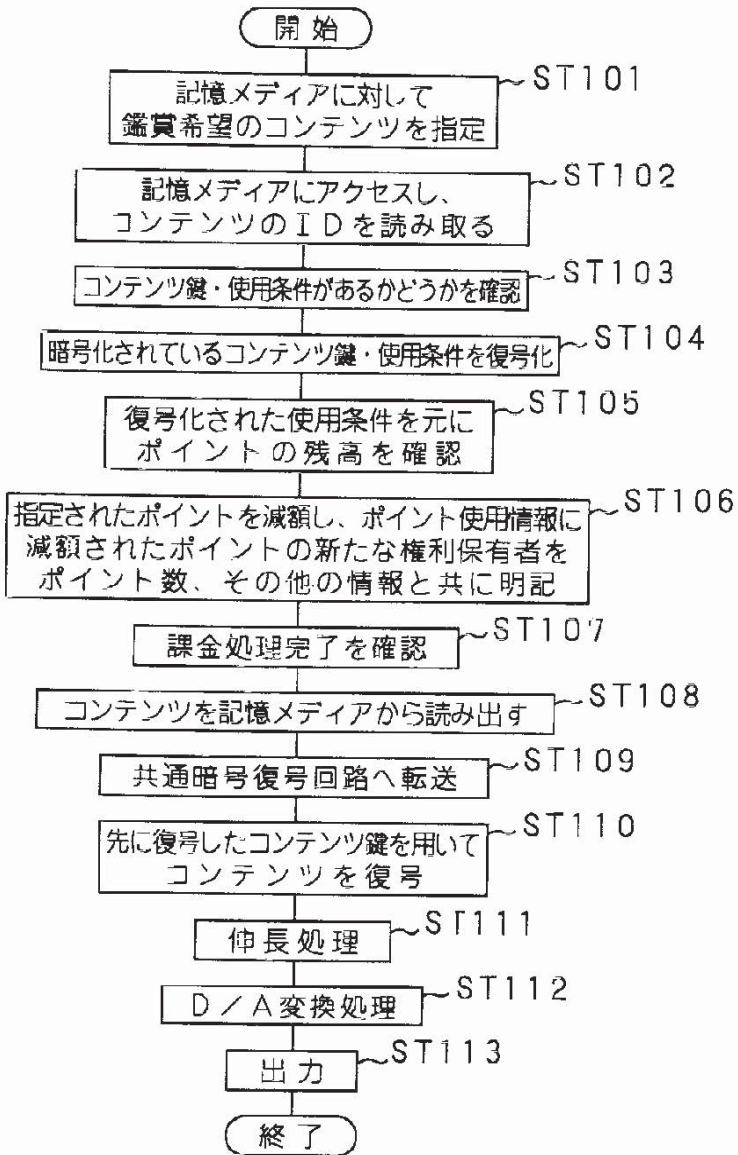 開始
記憶メディアに対して
鑑賞希望のコンテンツを指定
ST101
記憶メディアにアクセスし、
コンテンツのIDを読み取る
ST102
コンテンツ鍵・使用条件があるかどうかを確認
ST103
暗号化されているコンテンツ鍵・使用条件を復号化
ST104
復号化された使用条件を元に
ポイントの残高を確認
ST105
指定されたポイントを減額し、ポイント使用情報に
減額されたポイントの新たな権利保有者を
ポイント数、その他の情報と共に明記
ST106
課金処理完了を確認
ST107
コンテンツを記憶メディアから読み出す
ST108
共通暗号復号回路へ転送
ST109
先に復号したコンテンツ鍵を用いて
コンテンツを復号
ST110
伸長処理
ST111
D/A変換処理
ST112
出力
ST113
終了